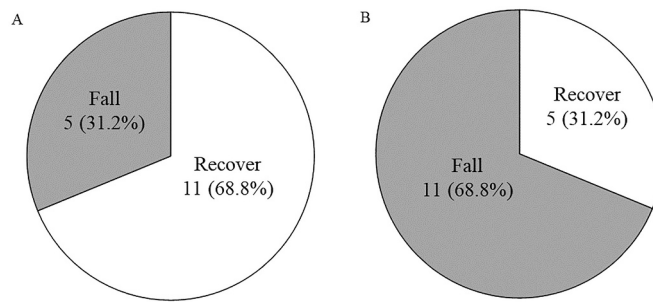 A
Fall
5 (31.2%)
Recover
11 (68.8%)
B
Recover
5 (31.2%)
Fall
11 (68.8%)